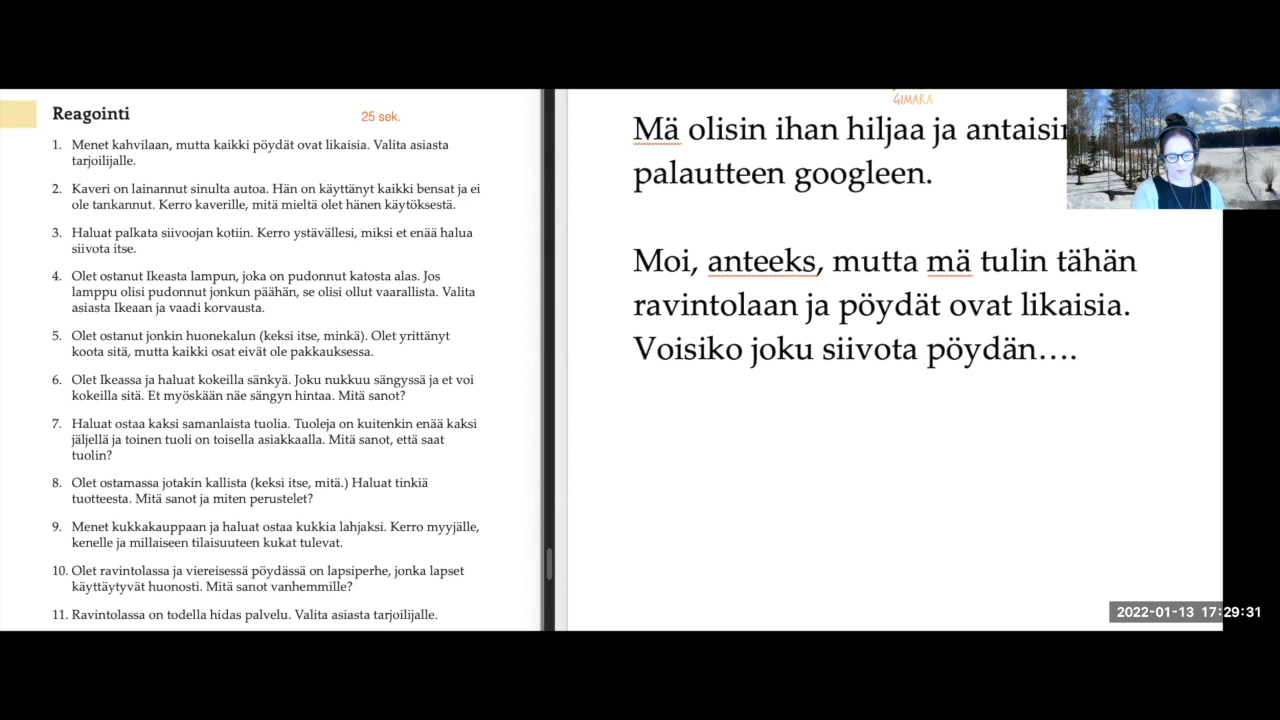 Reagointi
25 sek.
1. Menet kahvilaan, mutta kaikki pöydät ovat likaisia. Valita asiasta
tarjoilijalle.
2. Kaveri on lainannut sinulta autoa. Hän on käyttänyt kaikki bensat ja ei
ole tankannut. Kerro kaverille, mitä mieltä olet hänen käytöksestä.
3. Haluat palkata siivoojan kotiin. Kerro ystävällesi, miksi et enää halua
siivota itse.
4. Olet ostanut Ikeasta lampun, joka on pudonnut katosta alas. Jos
lamppu olisi pudonnut jonkun päähän, se olisi ollut vaarallista. Valita
asiasta Ikeaan ja vaadi korvausta.
5. Olet ostanut jonkin huonekalun (keksi itse, minkä). Olet yrittänyt
koota sitä, mutta kaikki osat eivät ole pakkauksessa.
6. Olet Ikeassa ja haluat kokeilla sänkyä. Joku nukkuu sängyssä ja et voi
kokeilla sitä. Et myöskään näe sängyn hintaa. Mitä sanot?
7. Haluat ostaa kaksi samanlaista tuolia. Tuoleja on kuitenkin enää kaksi
jäljellä ja toinen tuoli on toisella asiakkaalla. Mitä sanot, että saat
tuolin?
8. Olet ostamassa jotakin kallista (keksi itse, mitä.) Haluat tinkiä
tuotteesta. Mitä sanot ja miten perustelet?
9. Menet kukkakauppaan ja haluat ostaa kukkia lahjaksi. Kerro myyjälle,
kenelle ja millaiseen tilaisuuteen kukat tulevat.
10. Olet ravintolassa ja viereisessä pöydässä on lapsiperhe, jonka lapset
käyttäytyvät huonosti. Mitä sanot vanhemmille?
11. Ravintolassa on todella hidas palvelu. Valita asiasta tarjoilijalle.
GIMARA
Mä olisin ihan hiljaa ja antaisin
palautteen googleen.
Moi, anteeks, mutta mä tulin tähän
ravintolaan ja pöydät ovat likaisia.
Voisiko joku siivota pöydän….
2022-01-13 17:29:31